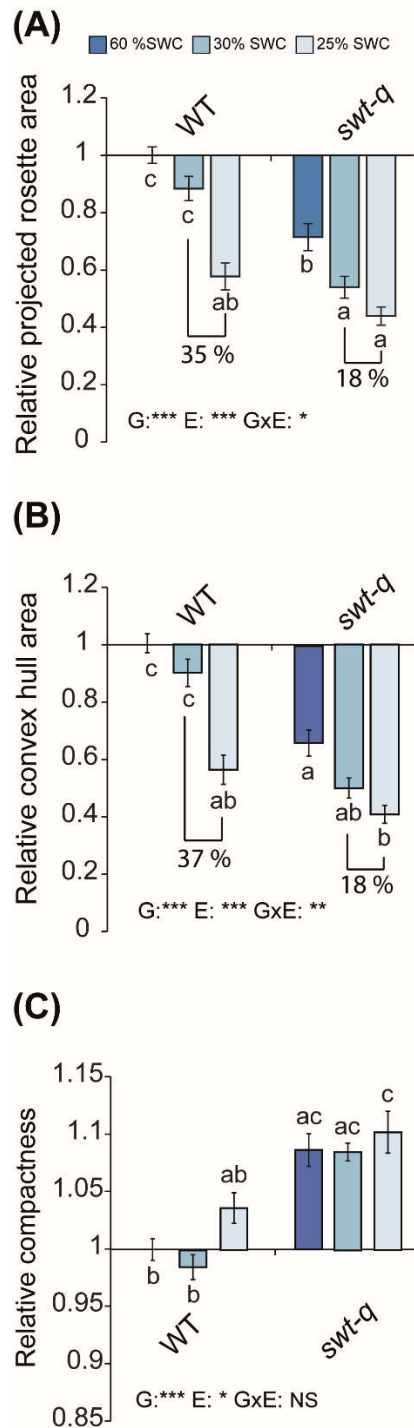 (A)
60 %SWC 30% SWC 25% SWC
WT swt-q
Relative projected rosette area
1.2
1
0.8
0.6
0.4
0.2
0
c c ab b a a
35 % 18 %
G:*** E: *** GxE: *
(B)
WT swt-q
Relative convex hull area
1.2
1
0.8
0.6
0.4
0.2
0
c c ab a ab b
37 % 18 %
G:*** E: *** GxE: **
(C)
Relative compactness
1.15
1.10
1.05
1
0.95
0.9
0.85
b b ab ac ac c
WT swt-q
G:*** E: * GxE: NS